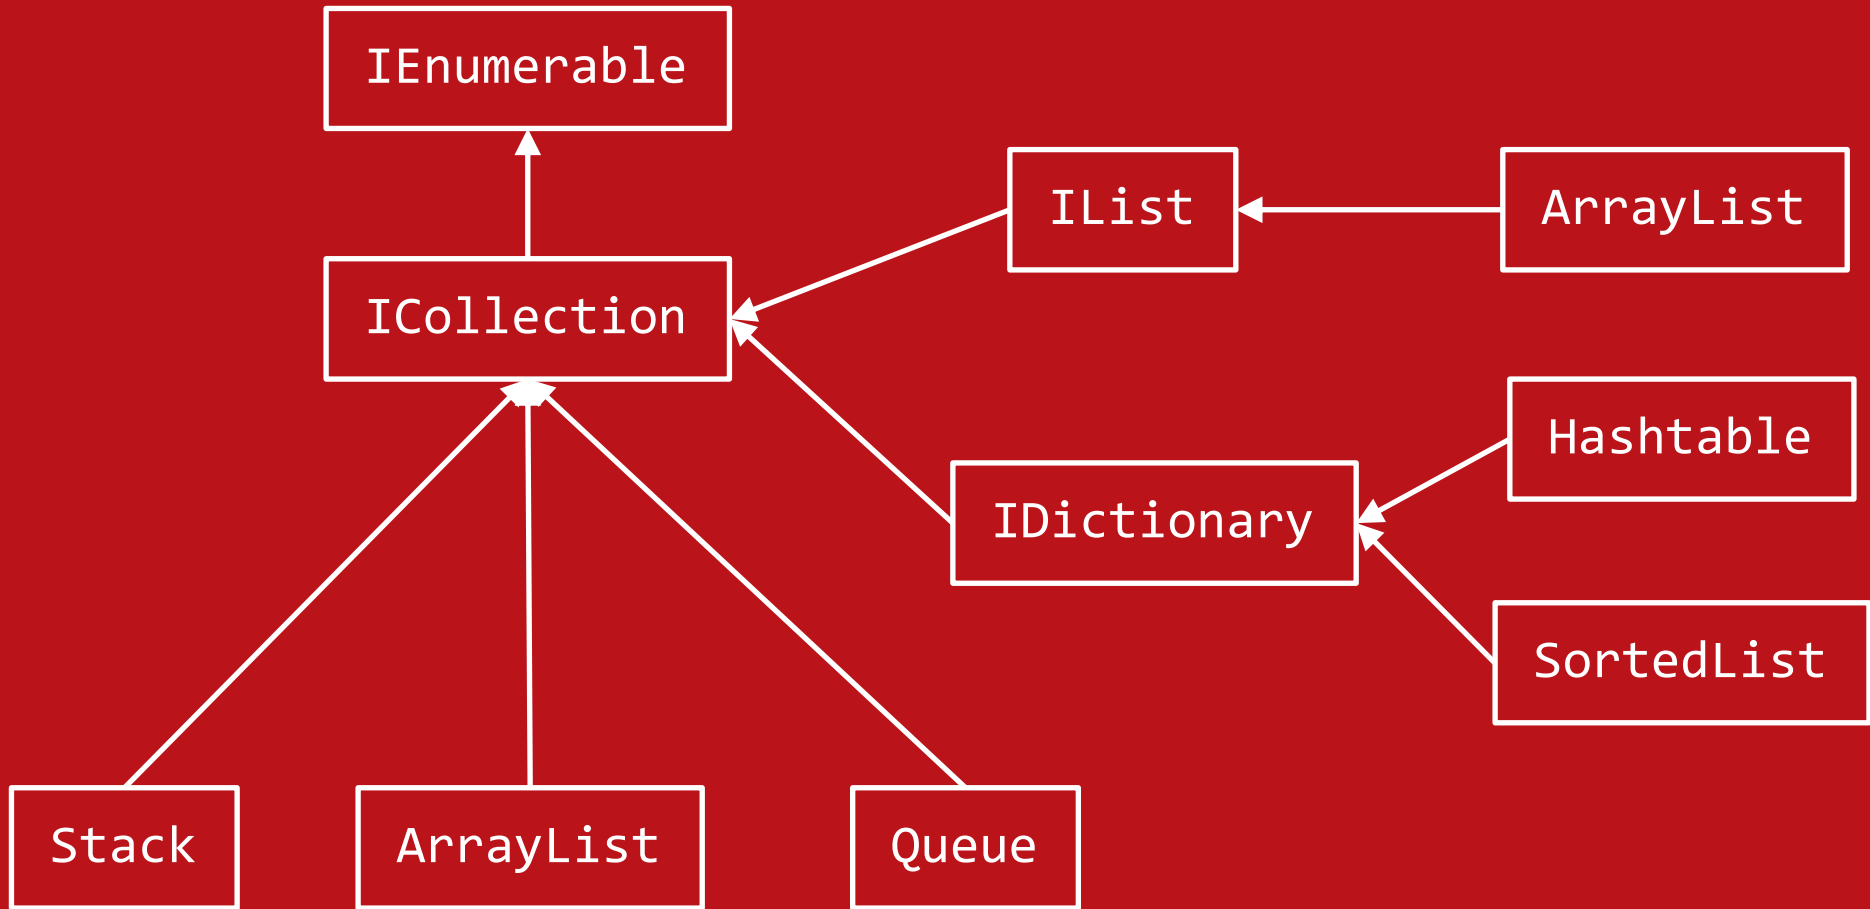 IEnumerable
IList
ArrayList
ICollection
Hashtable
IDictionary
SortedList
Stack
ArrayList
Queue